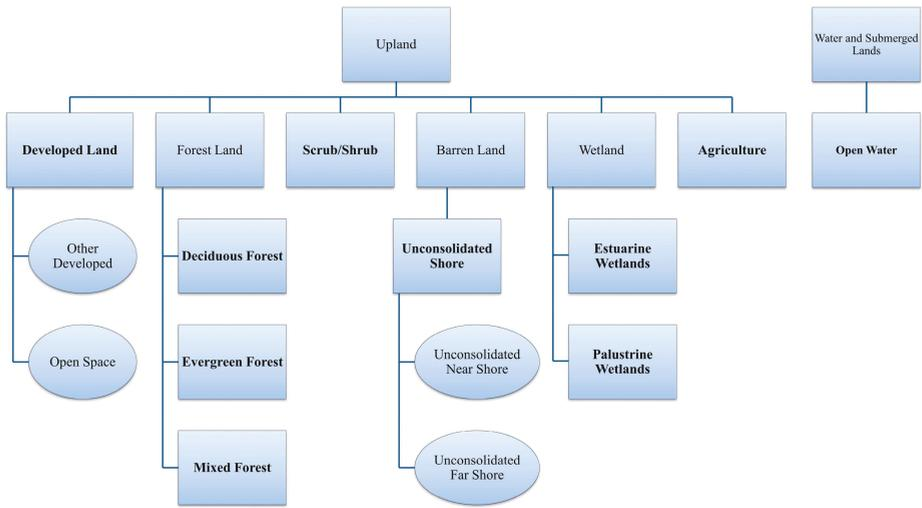 Upland
Water and Submerged
Lands
Developed Land
Forest Land
Scrub/Shrub
Barren Land
Wetland
Agriculture
Open Water
Other
Developed
Deciduous Forest
Unconsolidated
Shore
Estuarine
Wetlands
Open Space
Evergreen Forest
Unconsolidated
Near Shore
Palustrine
Wetlands
Mixed Forest
Unconsolidated
Far Shore